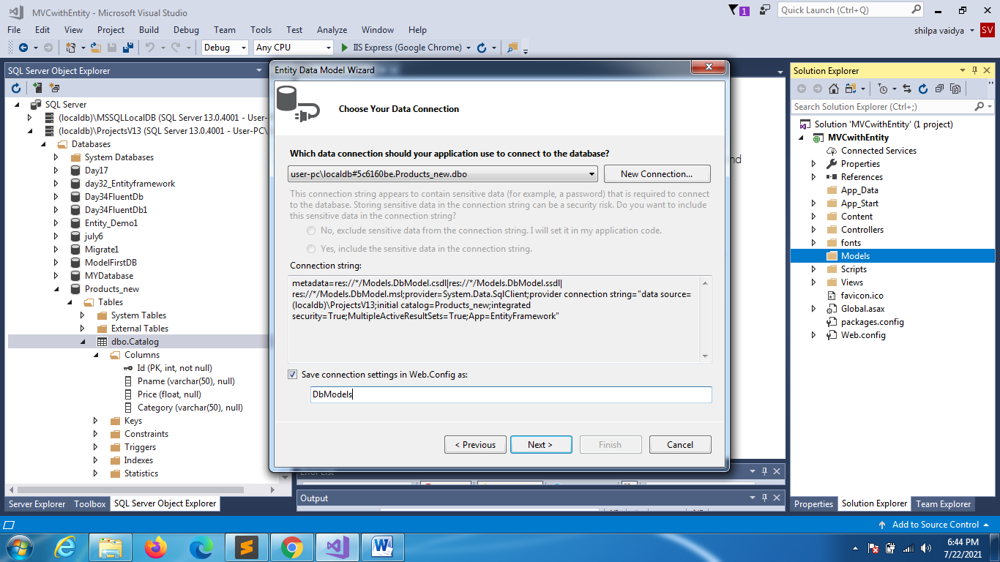 MVCwithEntity - Microsoft Visual Studio
1
Quick Launch (Ctrl+Q)
File Edit View Project Build Debug Team Tools Test Analyze Window Help
shilpa vaidya
SV
Debug
Any CPU
IIS Express (Google Chrome)
SQL Server Object Explorer
SQL Server
(localdb)\MSSQLLocalDB (SQL Server 13.0.4001 - User-
(localdb)\ProjectsV13 (SQL Server 13.0.4001 - User-PC\
Databases
System Databases
Day17
day32_Entityframework
Day34FluentDb
Day34FluentDb1
Entity_Demo1
july6
Migrate1
ModelFirstDB
MYDatabase
Products_new
Tables
System Tables
External Tables
dbo.Catalog
Columns
Id (PK, int, not null)
Pname (varchar(50), null)
Price (float, null)
Category (varchar(50), null)
Keys
Constraints
Triggers
Indexes
Statistics
Server Explorer
Toolbox
SQL Server Object Explorer
Entity Data Model Wizard
Choose Your Data Connection
Which data connection should your application use to connect to the database?
user-pc\localdb#5c6160be.Products_new.dbo
New Connection...
This connection string appears to contain sensitive data (for example, a password) that is required to connect
to the database. Storing sensitive data in the connection string can be a security risk. Do you want to include
this sensitive data in the connection string?
No, exclude sensitive data from the connection string. I will set it in my application code.
Yes, include the sensitive data in the connection string.
Connection string:
metadata=res://*/Models.DbModel.csdl|res://*/Models.DbModel.ssdl|
res://*/Models.DbModel.msl;provider=System.Data.SqlClient;provider connection string="data source=
(localdb)\ProjectsV13;initial catalog=Products_new;integrated
security=True;MultipleActiveResultSets=True;App=EntityFramework"
Save connection settings in Web.Config as:
DbModels
< Previous
Next >
Finish
Cancel
nd
Error List
Output
Solution Explorer
Search Solution Explorer (Ctrl+;)
Solution 'MVCwithEntity' (1 project)
MVCwithEntity
Connected Services
Properties
References
App_Data
App_Start
Content
Controllers
fonts
Models
Scripts
Views
favicon.ico
Global.asax
packages.config
Web.config
Properties
Solution Explorer
Team Explorer
Add to Source Control
6:44 PM
7/22/2021